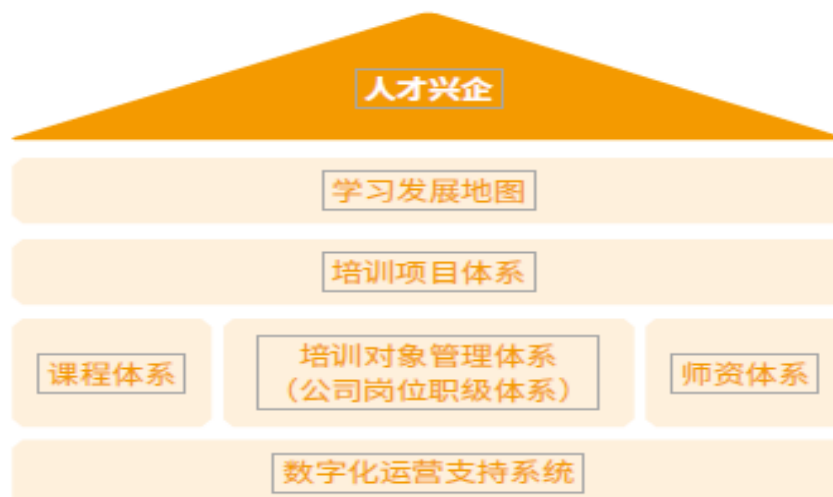 人才兴企
学习发展地图
培训项目体系
课程体系
培训对象管理体系
（公司岗位职级体系）
师资体系
数字化运营支持系统